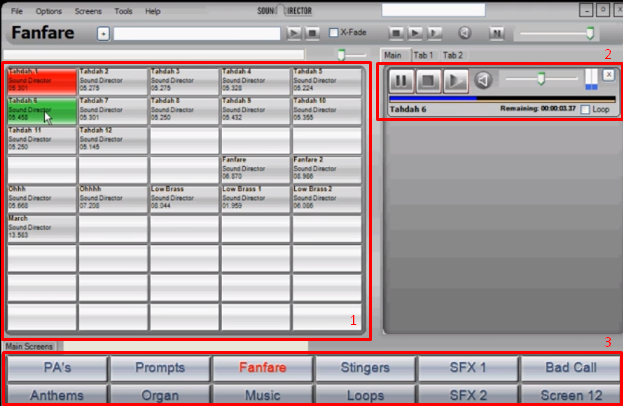 File Options Screens Tools Help SOUND DIRECTOR
Fanfare + X-Fade
Main Tab 1 Tab 2 2
Tahdah 1 Tahdah 2 Tahdah 3 Tahdah 4 Tahdah 5
Sound Director Sound Director Sound Director Sound Director Sound Director
05.301 05.275 05.275 05.328 05.224
Tahdah 6 Tahdah 7 Tahdah 8 Tahdah 9 Tahdah 10
Sound Director Sound Director Sound Director Sound Director Sound Director
05.458 05.301 05.250 05.432 05.355
Tahdah 11 Tahdah 12
Sound Director Sound Director
05.250 05.145
Fanfare Fanfare 2
Sound Director Sound Director
06.870 08.986
Ohhh Ohhhh Low Brass Low Brass 1 Low Brass 2
Sound Director Sound Director Sound Director Sound Director Sound Director
05.668 07.208 08.044 01.959 06.086
March
Sound Director
13.583
1
X
Tahdah 6 Remaining: 00:00:03.37 Loop
Main Screens 3
PA's Prompts Fanfare Stingers SFX 1 Bad Call
Anthems Organ Music Loops SFX 2 Screen 12